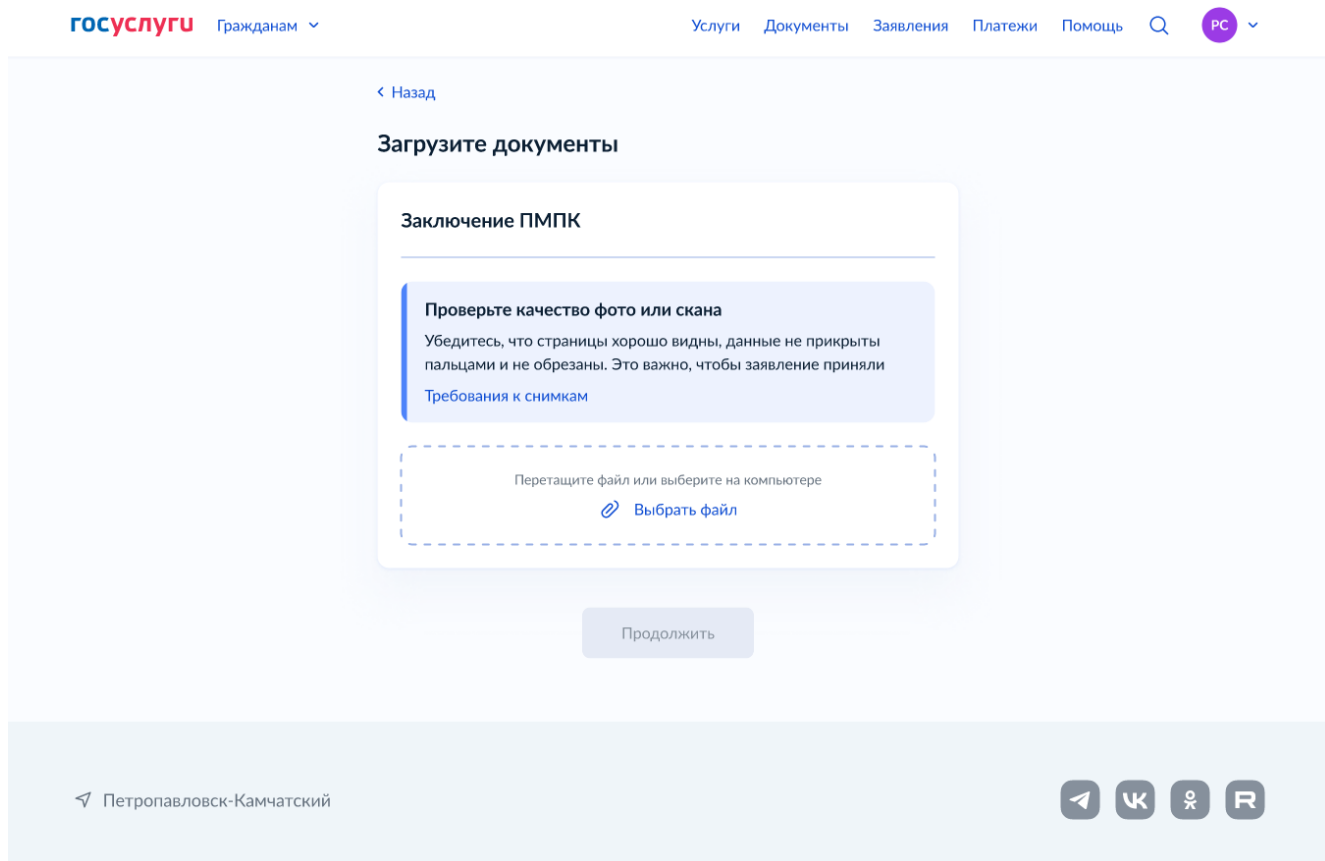 госуслуги Гражданам Услуги Документы Заявления Платежи Помощь РС
Назад
Загрузите документы
Заключение ПМПК
Проверьте качество фото или скана
Убедитесь, что страницы хорошо видны, данные не прикрыты
пальцами и не обрезаны. Это важно, чтобы заявление приняли
Требования к снимкам
Перетащите файл или выберите на компьютере
Выбрать файл
Продолжить
Петропавловск-Камчатский